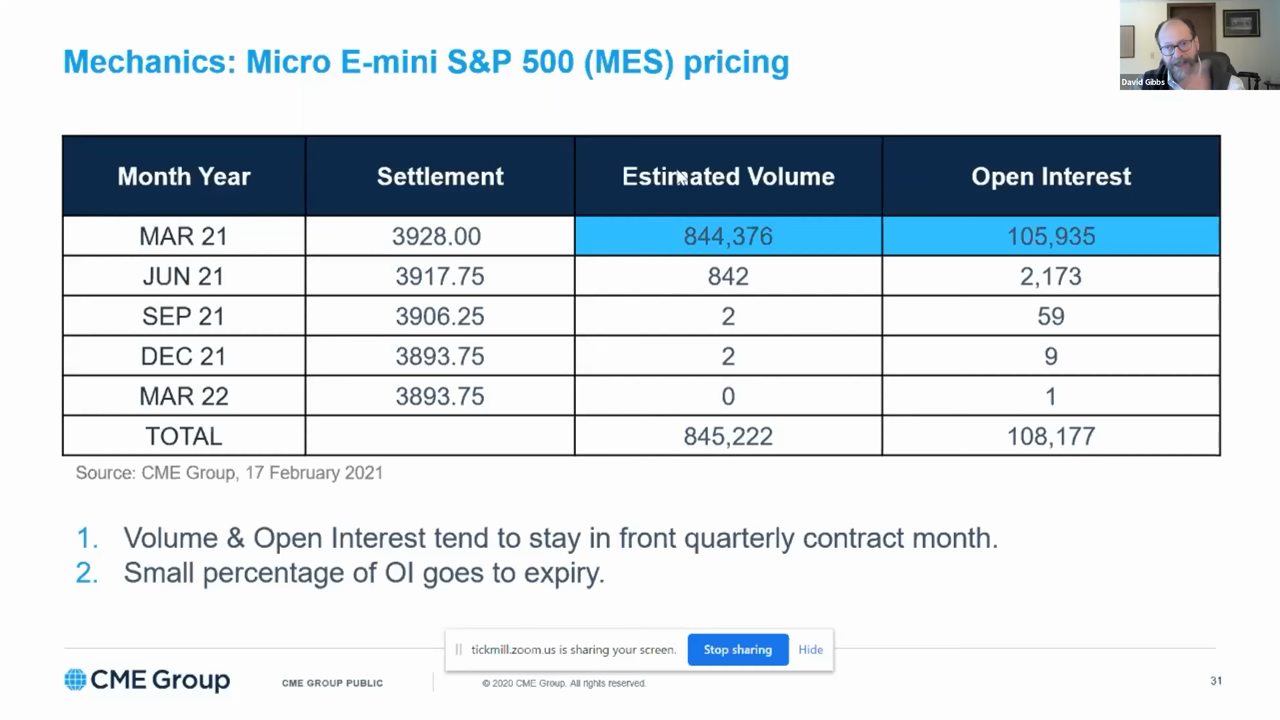 Mechanics: Micro E-mini S&P 500 (MES) pricing
David Gibbs
Month Year Settlement Estimated Volume Open Interest
MAR 21 3928.00 844,376 105,935
JUN 21 3917.75 842 2,173
SEP 21 3906.25 2 59
DEC 21 3893.75 2 9
MAR 22 3893.75 0 1
TOTAL 845,222 108,177
Source: CME Group, 17 February 2021
1. Volume & Open Interest tend to stay in front quarterly contract month.
2. Small percentage of OI goes to expiry.
tickmill.zoom.us is sharing your screen. Stop sharing Hide
CME Group CME GROUP PUBLIC © 2020 CME Group. All rights reserved. 31